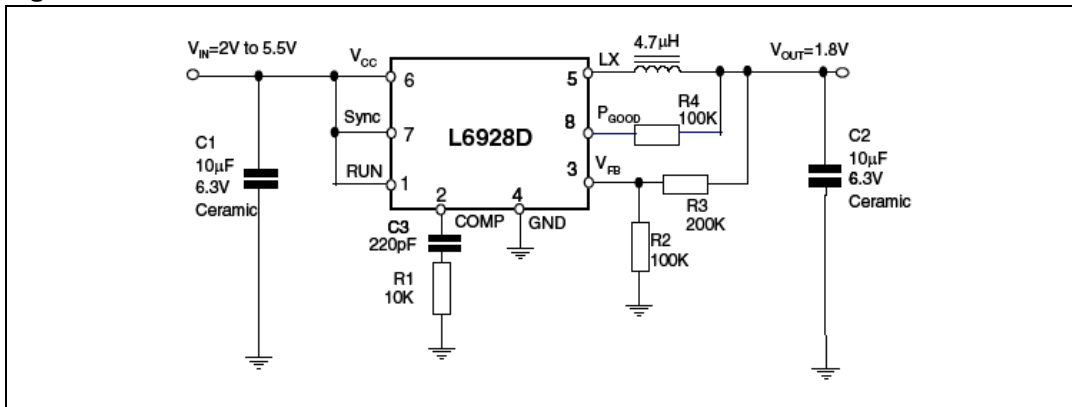 V_IN=2V to 5.5V
V_CC
6
Sync
7
RUN
1
C1
10µF
6.3V
Ceramic
L6928D
2
COMP
4
GND
C3
220pF
R1
10K
5
LX
4.7µH
8
P_GOOD
R4
100K
3
V_FB
R3
200K
R2
100K
V_OUT=1.8V
C2
10µF
6.3V
Ceramic